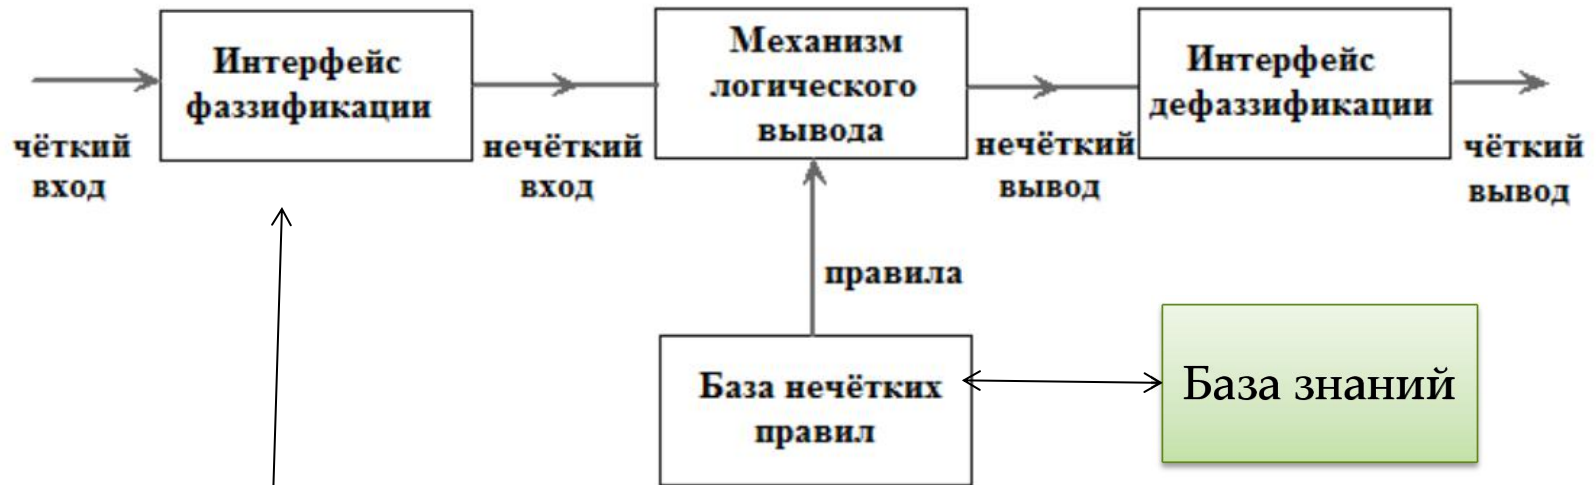 Интерфейс
фаззификации
Механизм
логического
вывода
Интерфейс
дефаззификации
чёткий
вход
нечёткий
вход
нечёткий
вывод
чёткий
вывод
правила
База нечётких
правил
База знаний